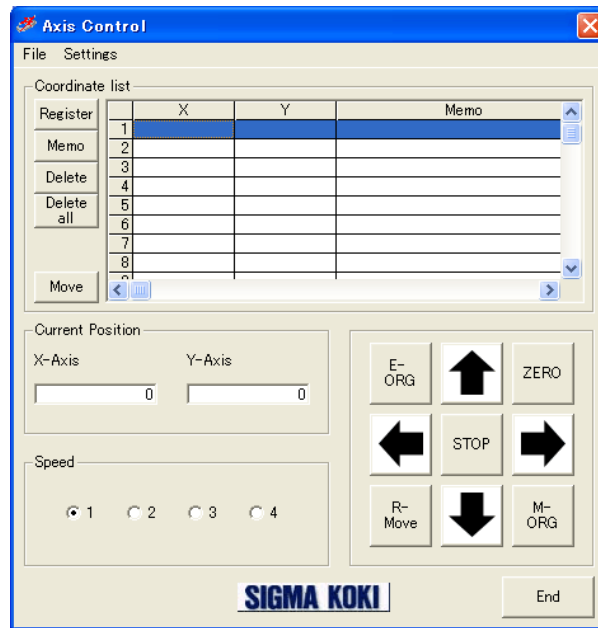 Axis Control
File Settings
Coordinate list
Register
Memo
Delete
Delete
all
Move
X Y Memo
1
2
3
4
5
6
7
8
Current Position
X-Axis Y-Axis
0 0
Speed
1 2 3 4
E-
ORG
ZERO
STOP
R-
Move
M-
ORG
SIGMA KOKI
End